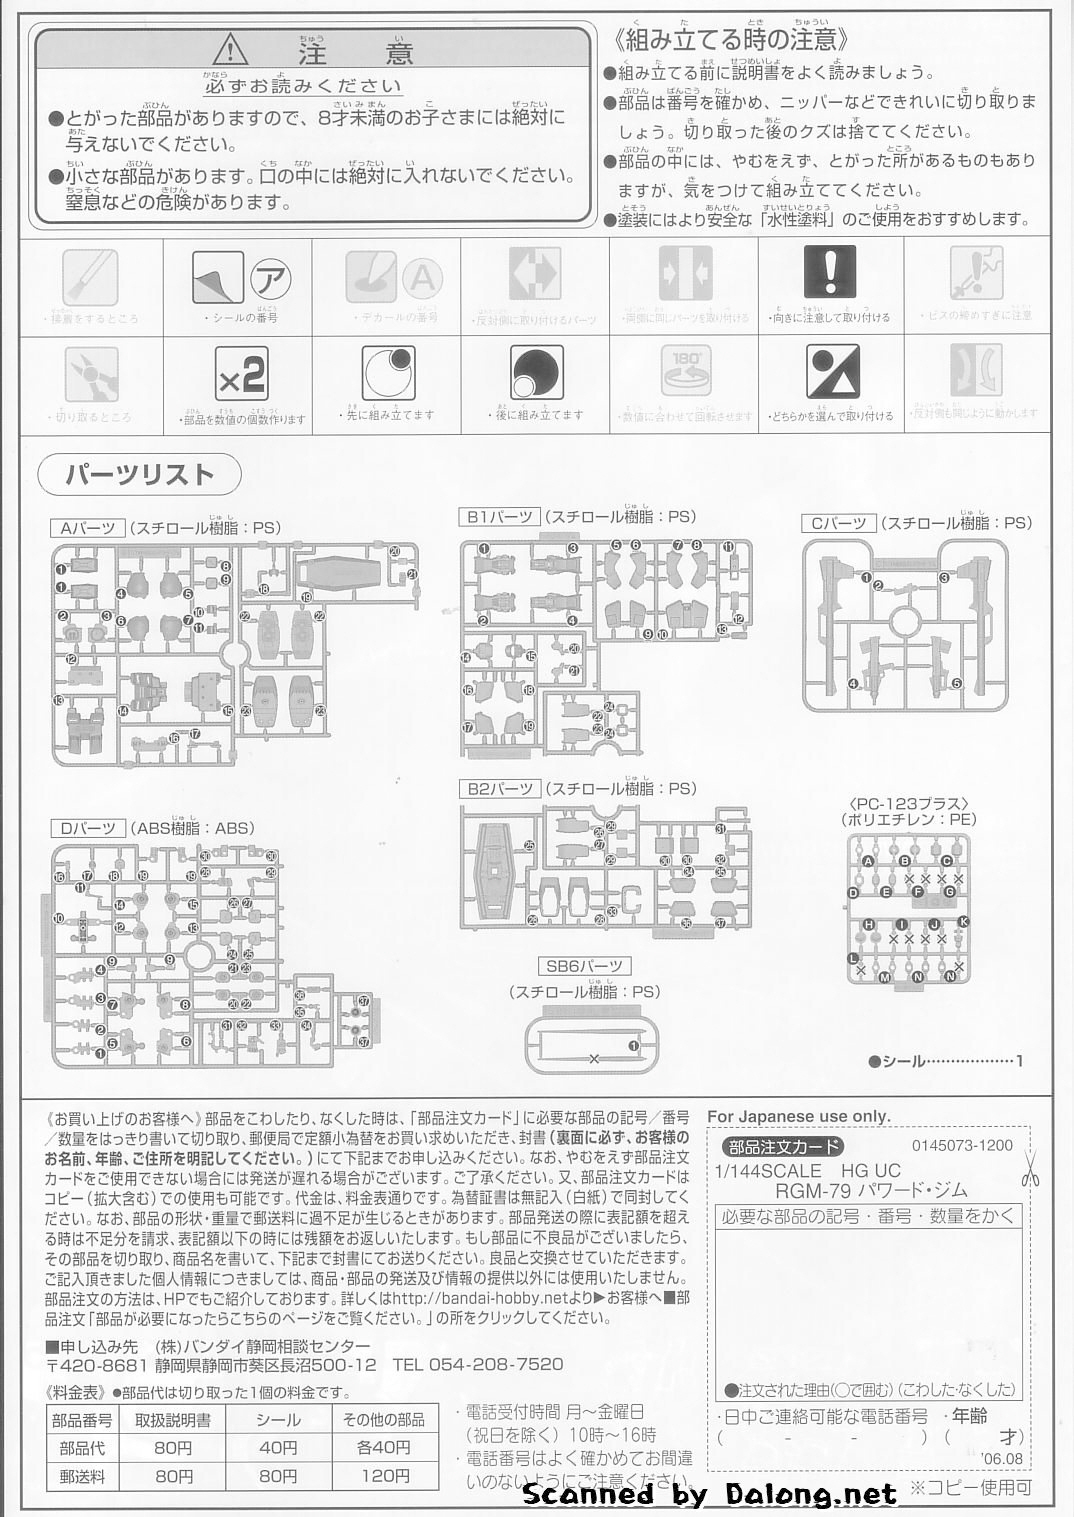 注意
必ずお読みください
●とがった部品がありますので、8才未満のお子さまには絶対に
与えないでください。
●小さな部品があります。口の中には絶対に入れないでください。
窒息などの危険があります。
《組み立てる時の注意》
●組み立てる前に説明書をよく読みましょう。
●部品は番号を確かめ、ニッパーなどできれいに切り取りま
しょう。切り取った後のクズは捨ててください。
●部品の中には、やむをえず、とがった所があるものもあり
ますが、気をつけて組み立ててください。
●塗装にはより安全な「水性塗料」のご使用をおすすめします。
・接着をするところ
ア
・シールの番号
A
・デカールの番号
・反対側に取り付けるパーツ
・両側に同じパーツを取り付ける
・向きに注意して取り付ける
・ビスの締めすぎに注意
・切り取るところ
×2
・部品を数値の個数作ります
・先に組み立てます
・後に組み立てます
180°
・数値に合わせて回転させます
・どちらかを選んで取り付ける
・反対側も同じように動かします
パーツリスト
Aパーツ (スチロール樹脂：PS)
B1パーツ (スチロール樹脂：PS)
Cパーツ (スチロール樹脂：PS)
Dパーツ (ABS樹脂：ABS)
B2パーツ (スチロール樹脂：PS)
〈PC-123プラス〉
(ポリエチレン：PE)
SB6パーツ
(スチロール樹脂：PS)
●シール………………1
《お買い上げのお客様へ》部品をこわしたり、なくした時は、「部品注文カード」に必要な部品の記号／番号
／数量をはっきり書いて切り取り、郵便局で定額小為替をお買い求めいただき、封書(裏面に必ず、お客様の
お名前、年齢、ご住所を明記してください。)にて下記までお申し込みください。なお、やむをえず部品注文
カードをご使用できない場合には発送が遅れる場合がございます。ご了承ください。又、部品注文カードは
コピー(拡大含む)での使用も可能です。代金は、料金表通りです。為替証書は無記入(白紙)で同封してく
ださい。なお、部品の形状・重量で郵送料に過不足が生じるときがあります。部品発送の際に表記額を超え
る時は不足分を請求、表記額以下の時には残額をお返しいたします。もし部品に不良品がございましたら、
その部品を切り取り、商品名を書いて、下記まで封書にてお送りください。良品と交換させていただきます。
ご記入頂きました個人情報につきましては、商品・部品の発送及び情報の提供以外には使用いたしません。
部品注文の方法は、HPでもご紹介しております。詳しくはhttp://bandai-hobby.netより▶お客様へ■部
品注文「部品が必要になったらこちらのページをご覧ください。」の所をクリックしてください。
■申し込み先 (株)バンダイ静岡相談センター
〒420-8681 静岡県静岡市葵区長沼500-12 TEL 054-208-7520
《料金表》●部品代は切り取った1個の料金です。
部品番号 取扱説明書 シール その他の部品
部品代 80円 40円 各40円
郵送料 80円 80円 120円
・電話受付時間 月〜金曜日
(祝日を除く) 10時〜16時
・電話番号はよく確かめてお間違
いのないようにご注意ください。
For Japanese use only.
部品注文カード 0145073-1200
1/144SCALE HG UC
RGM-79 パワード・ジム
必要な部品の記号・番号・数量をかく
●注文された理由(○で囲む)(こわした・なくした)
・日中ご連絡可能な電話番号 ・年齢
( - - ) ( 才)
'06.08
※コピー使用可
Scanned by Dalong.net